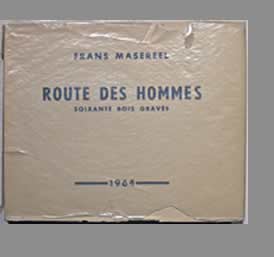 FRANS MASEREEL
ROUTE DES HOMMES
SOIXANTE BOIS GRAVÉS
1964